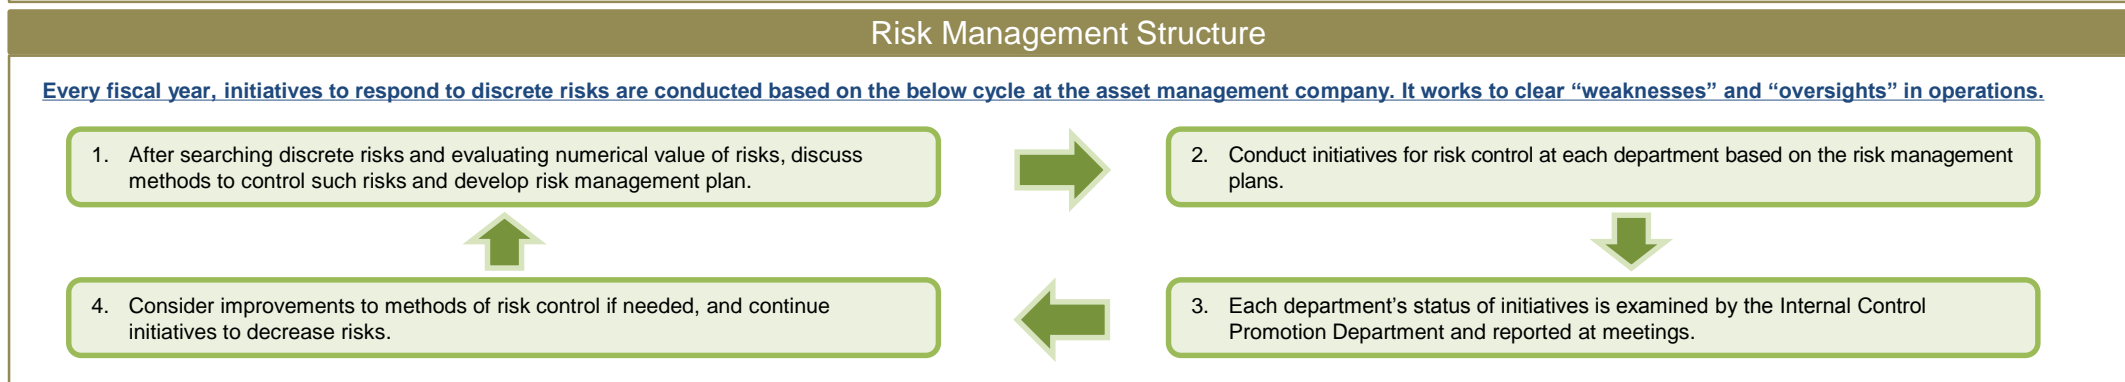 Risk Management Structure
Every fiscal year, initiatives to respond to discrete risks are conducted based on the below cycle at the asset management company. It works to clear “weaknesses” and “oversights” in operations.
1. After searching discrete risks and evaluating numerical value of risks, discuss
methods to control such risks and develop risk management plan.
2. Conduct initiatives for risk control at each department based on the risk management
plans.
3. Each department’s status of initiatives is examined by the Internal Control
Promotion Department and reported at meetings.
4. Consider improvements to methods of risk control if needed, and continue
initiatives to decrease risks.